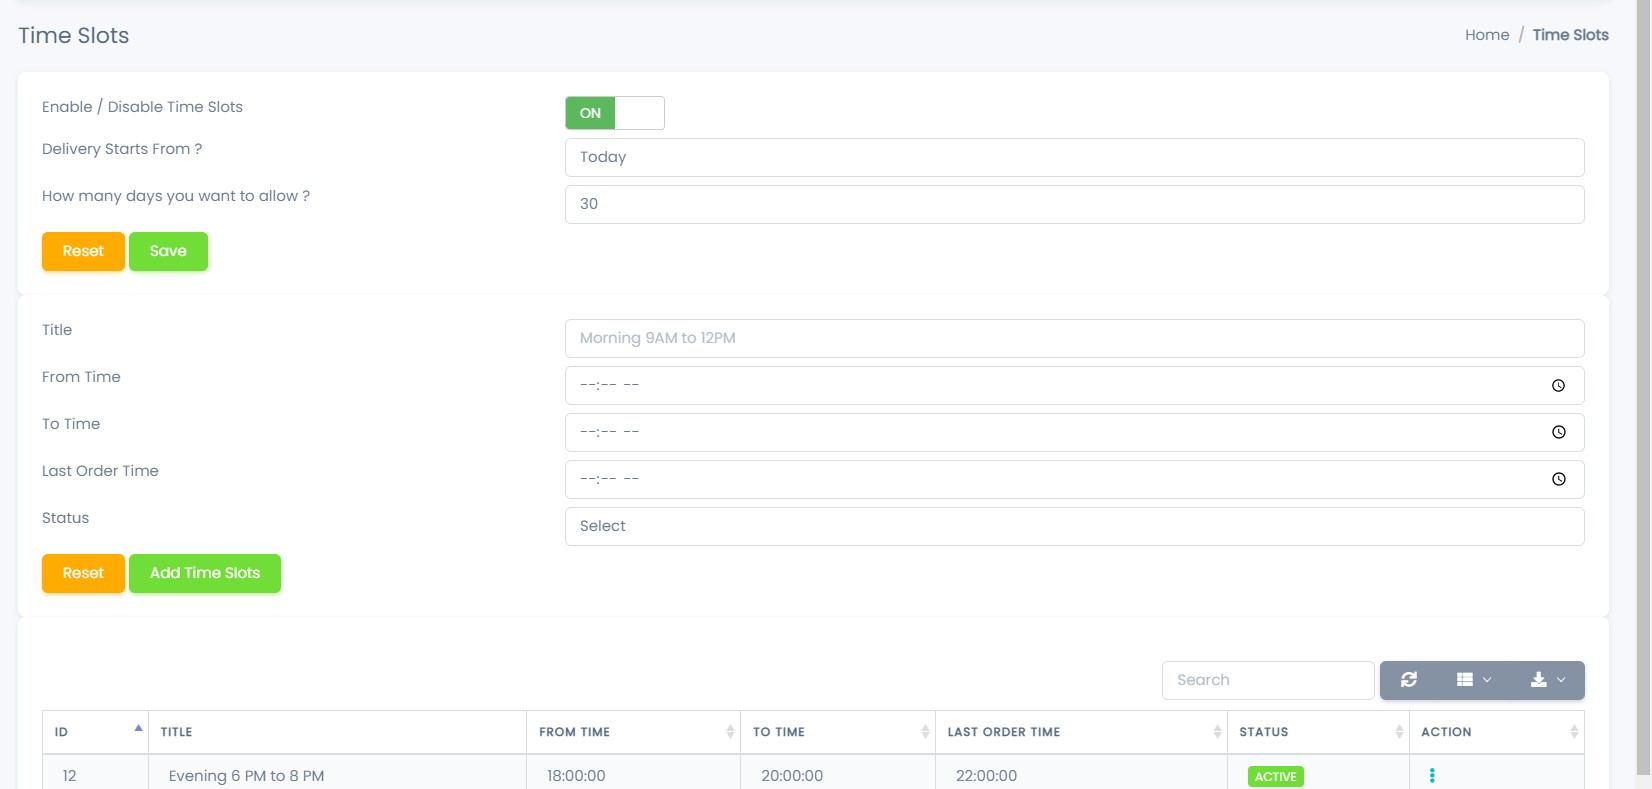 Time Slots
Home / Time Slots
Enable / Disable Time Slots
ON
Delivery Starts From ?
Today
How many days you want to allow ?
30
Reset Save
Title
Morning 9AM to 12PM
From Time
--:-- --
To Time
--:-- --
Last Order Time
--:-- --
Status
Select
Reset Add Time Slots
Search
ID TITLE FROM TIME TO TIME LAST ORDER TIME STATUS ACTION
12 Evening 6 PM to 8 PM 18:00:00 20:00:00 22:00:00 ACTIVE